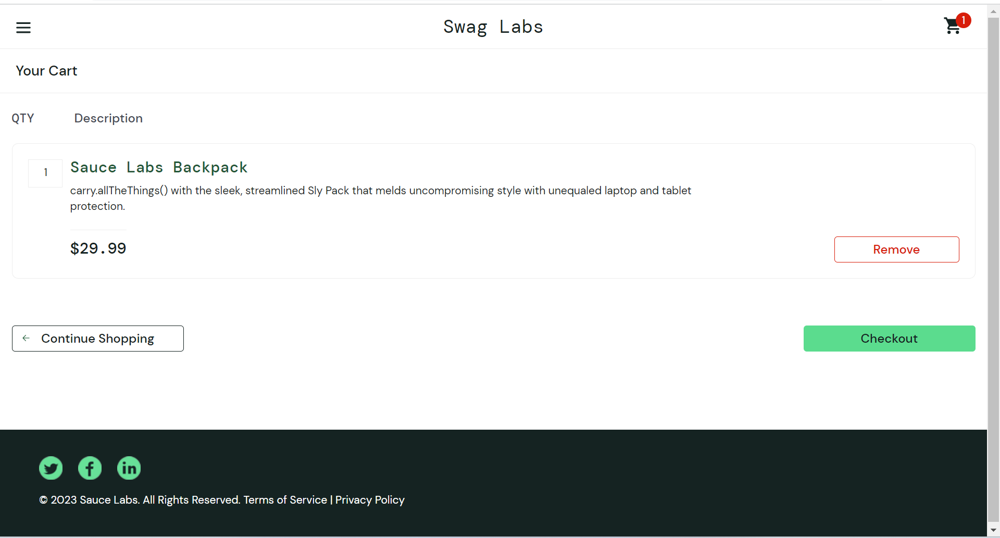 Swag Labs
1
Your Cart
QTY
Description
1
Sauce Labs Backpack
carry.allTheThings() with the sleek, streamlined Sly Pack that melds uncompromising style with unequaled laptop and tablet
protection.
$29.99
Remove
Continue Shopping
Checkout
© 2023 Sauce Labs. All Rights Reserved. Terms of Service | Privacy Policy